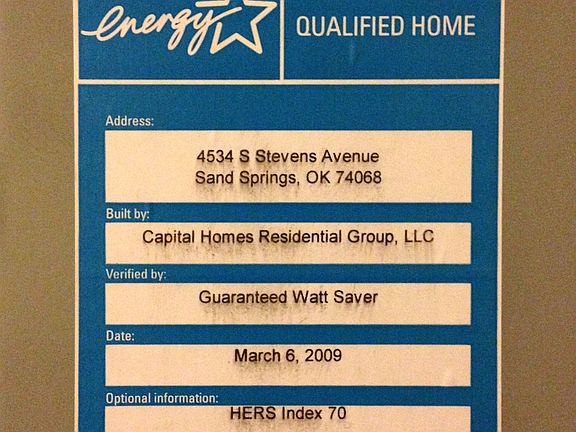 energy
QUALIFIED HOME
Address:
4534 S Stevens Avenue
Sand Springs, OK 74068
Built by:
Capital Homes Residential Group, LLC
Verified by:
Guaranteed Watt Saver
Date:
March 6, 2009
Optional information:
HERS Index 70